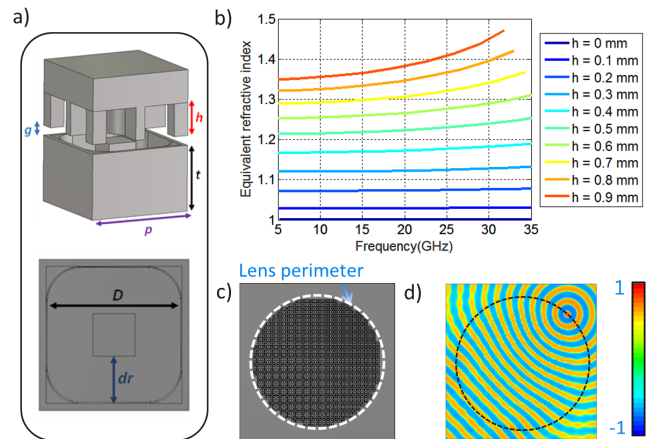 a)
h
g
t
p
D
dr
b)
Equivalent refractive index
1.5
1.4
1.3
1.2
1.1
1
5
10
15
20
25
30
35
Frequency(GHz)
h = 0 mm
h = 0.1 mm
h = 0.2 mm
h = 0.3 mm
h = 0.4 mm
h = 0.5 mm
h = 0.6 mm
h = 0.7 mm
h = 0.8 mm
h = 0.9 mm
Lens perimeter
c)
d)
1
-1